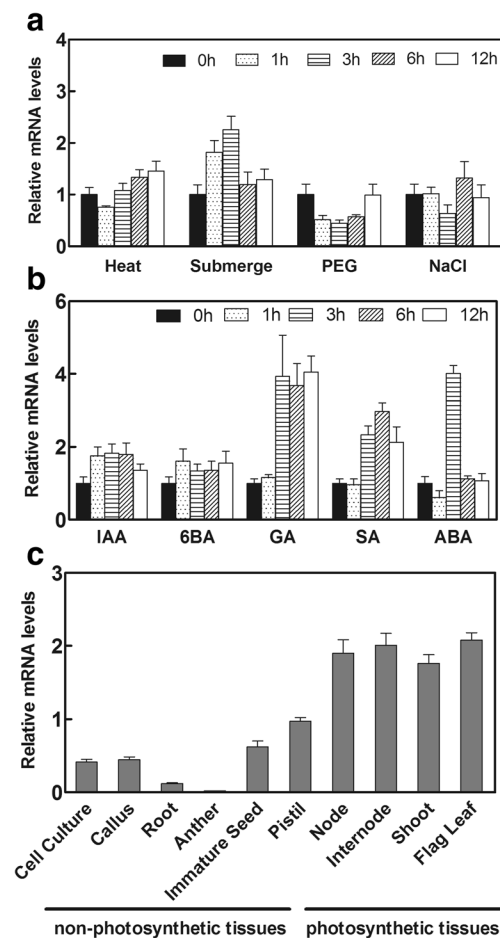 a
4
0h 1h 3h 6h 12h
3
Relative mRNA levels
2
1
0
Heat Submerge PEG NaCl
b
6
0h 1h 3h 6h 12h
Relative mRNA levels
4
2
0
IAA 6BA GA SA ABA
c
3
Relative mRNA levels
2
1
0
Cell Culture
Callus
Root
Anther
Immature Seed
Pistil
Node
Internode
Shoot
Flag Leaf
non-photosynthetic tissues photosynthetic tissues